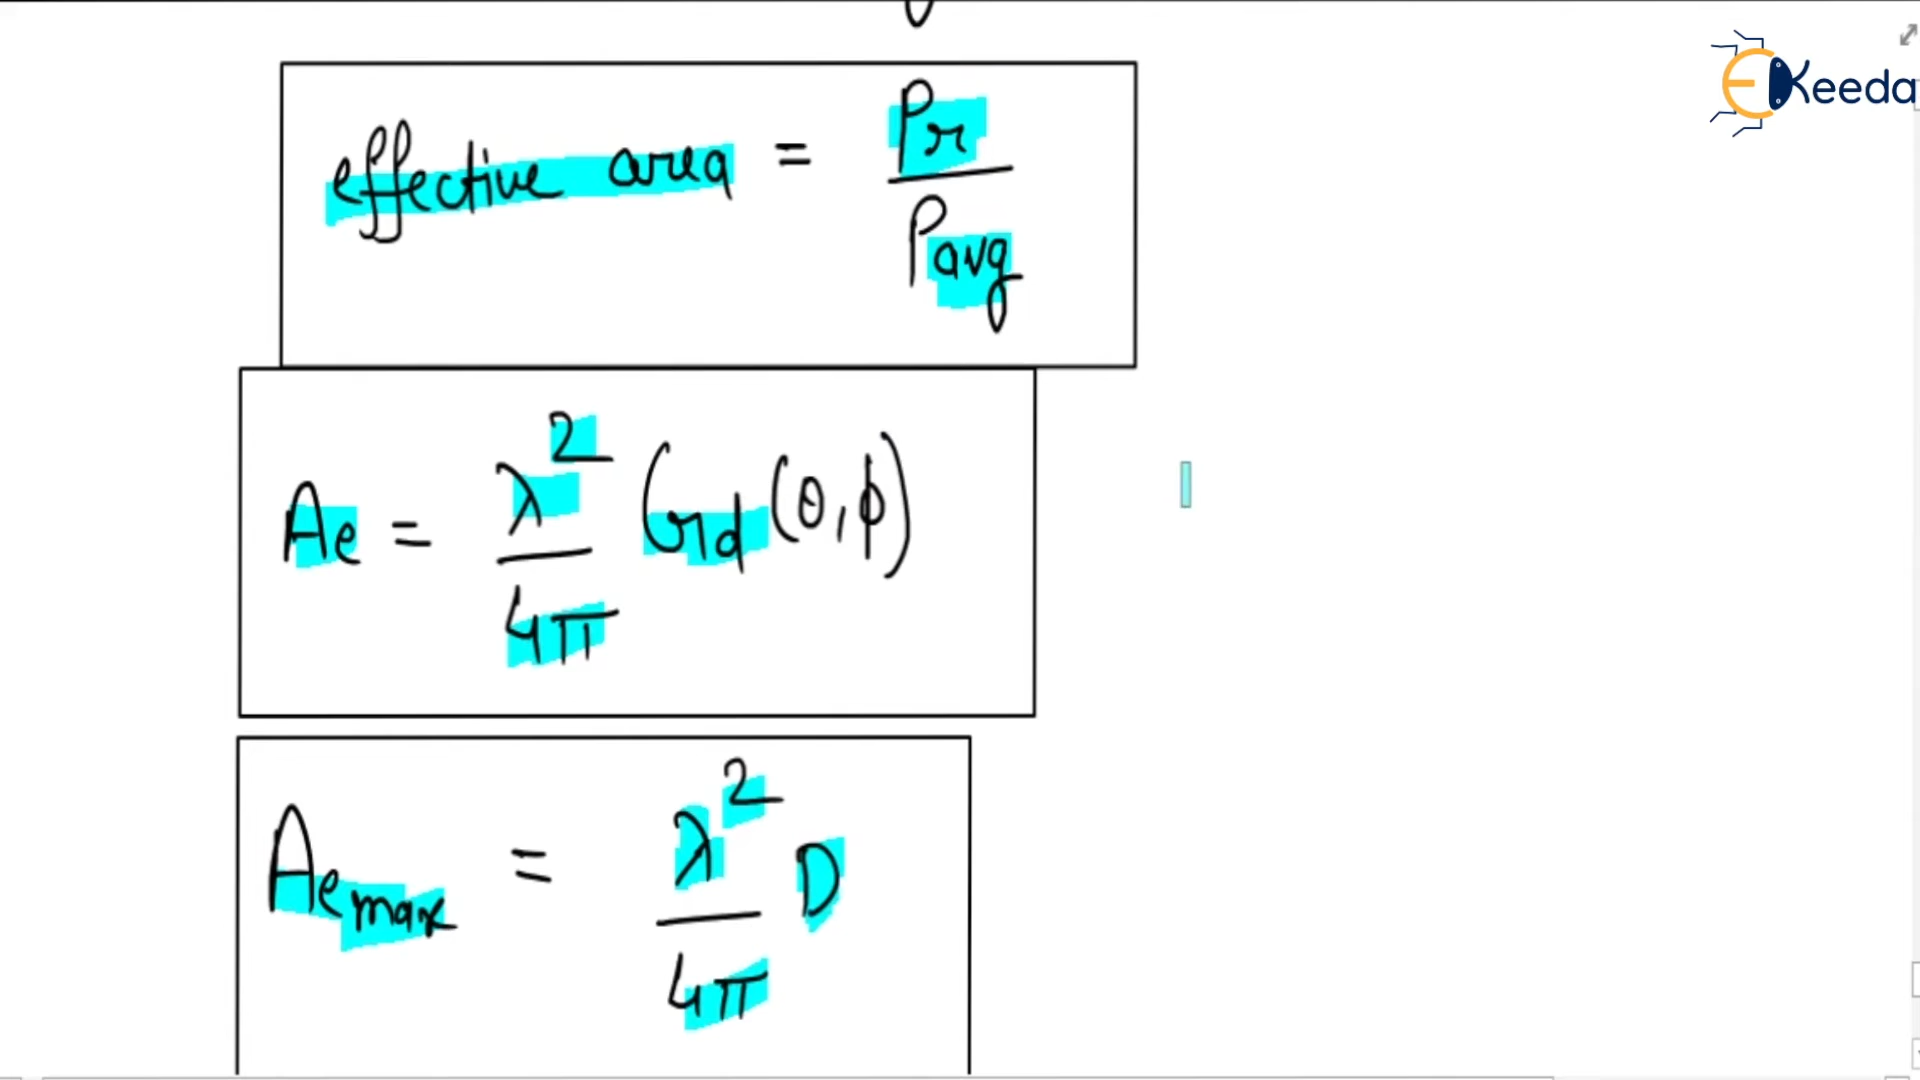 EKeeda
effective area = Pr / Pavg
Ae = λ² / 4π Gd(θ,φ)
Aemax = λ² / 4π D